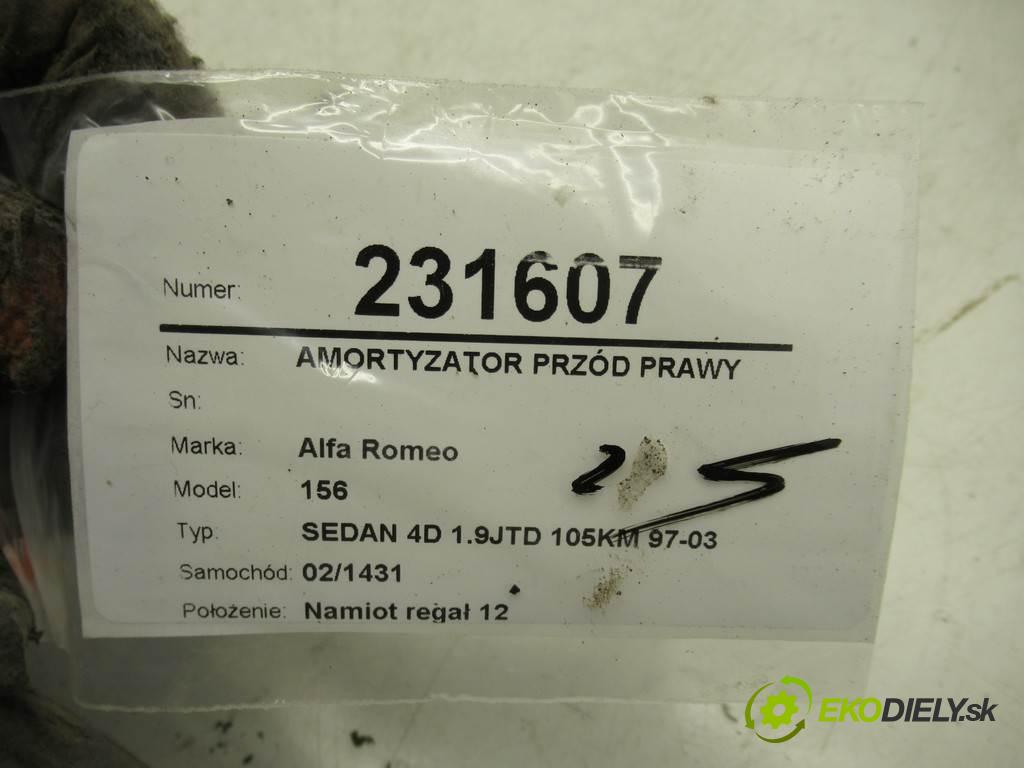 Numer: 231607
Nazwa: AMORTYZATOR PRZÓD PRAWY
Sn:
Marka: Alfa Romeo
Model: 156
Typ: SEDAN 4D 1.9JTD 105KM 97-03
Samochód: 02/1431
Położenie: Namiot regał 12
EKODIELY.sk